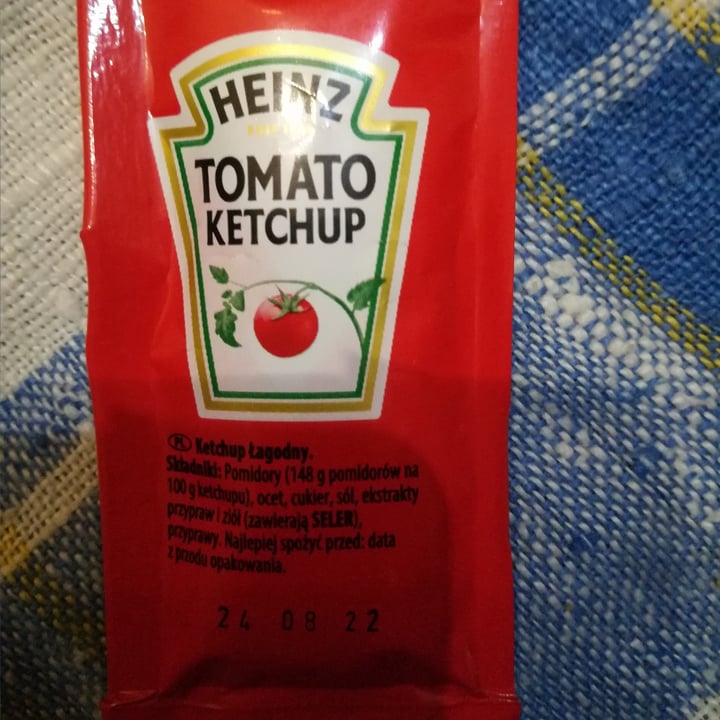 HEINZ
TOMATO
KETCHUP
PL Ketchup Łagodny.
Składniki: Pomidory (148 g pomidorów na
100 g ketchupu), ocet, cukier, sól, ekstrakty
przypraw i ziół (zawierają SELER),
przyprawy. Najlepiej spożyć przed: data
z przodu opakowania.
24 08 22